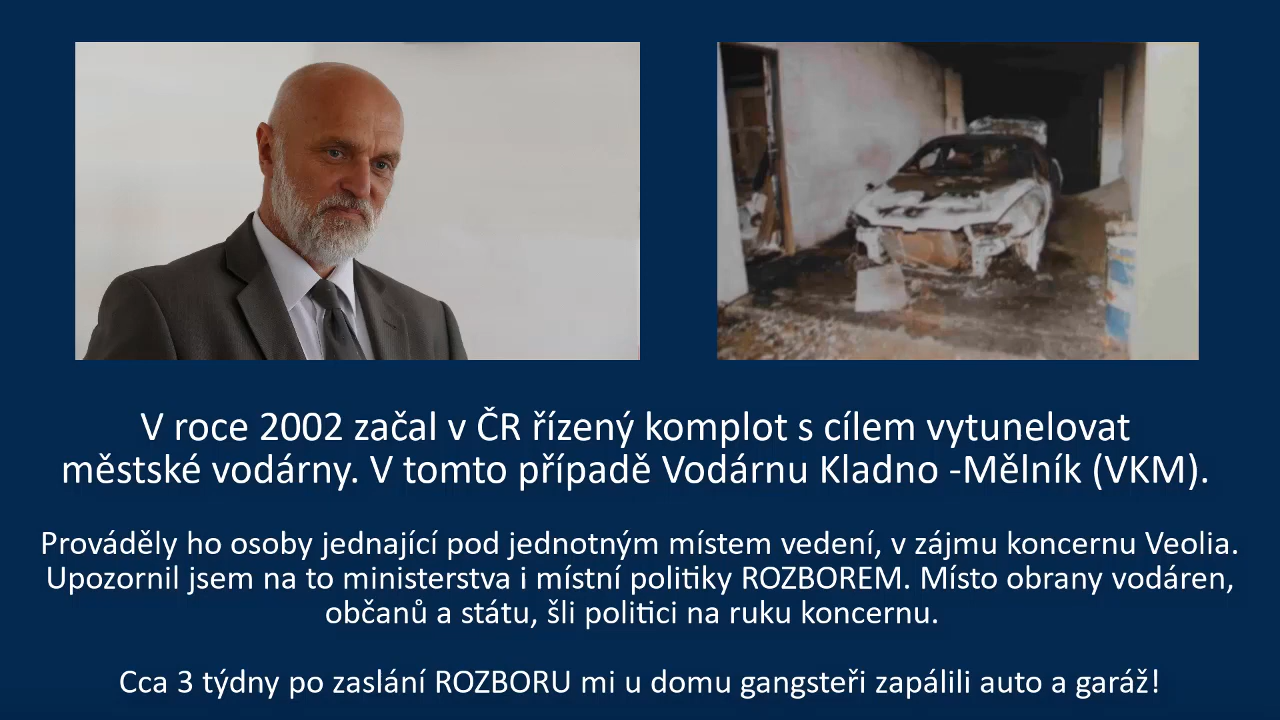 V roce 2002 začal v ČR řízený komplot s cílem vytunelovat
městské vodárny. V tomto případě Vodárnu Kladno -Mělník (VKM).
Prováděly ho osoby jednající pod jednotným místem vedení, v zájmu koncernu Veolia.
Upozornil jsem na to ministerstva i místní politiky ROZBOREM. Místo obrany vodáren,
občanů a státu, šli politici na ruku koncernu.
Cca 3 týdny po zaslání ROZBORU mi u domu gangsteři zapálili auto a garáž!